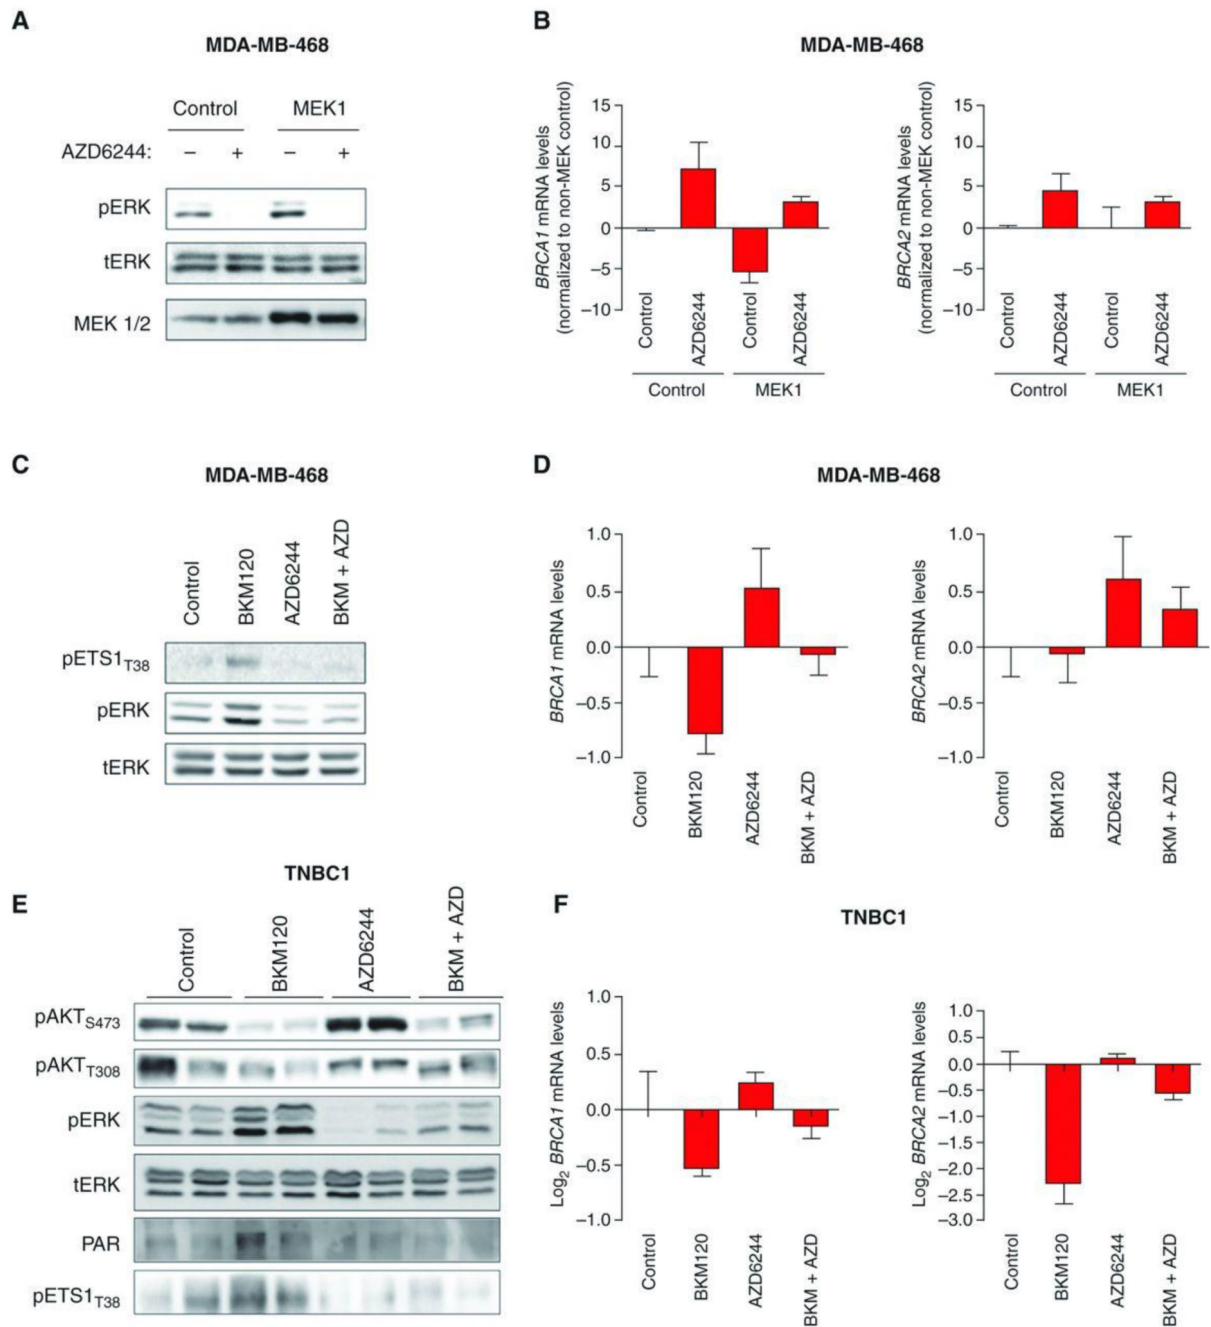 A
MDA-MB-468
Control MEK1
AZD6244: – + – +
pERK
tERK
MEK 1/2
B
MDA-MB-468
BRCA1 mRNA levels
(normalized to non-MEK control)
15
10
5
0
–5
–10
Control
AZD6244
Control
AZD6244
Control MEK1
BRCA2 mRNA levels
(normalized to non-MEK control)
15
10
5
0
–5
–10
Control
AZD6244
Control
AZD6244
Control MEK1
C
MDA-MB-468
Control
BKM120
AZD6244
BKM + AZD
pETS1T38
pERK
tERK
D
MDA-MB-468
BRCA1 mRNA levels
1.0
0.5
0.0
–0.5
–1.0
Control
BKM120
AZD6244
BKM + AZD
BRCA2 mRNA levels
1.0
0.5
0.0
–0.5
–1.0
Control
BKM120
AZD6244
BKM + AZD
TNBC1
E
Control
BKM120
AZD6244
BKM + AZD
pAKTS473
pAKTT308
pERK
tERK
PAR
pETS1T38
F
TNBC1
Log2 BRCA1 mRNA levels
1.0
0.5
0.0
–0.5
–1.0
Control
BKM120
AZD6244
BKM + AZD
Log2 BRCA2 mRNA levels
1.0
0.5
0.0
–0.5
–1.0
–1.5
–2.0
–2.5
–3.0
Control
BKM120
AZD6244
BKM + AZD